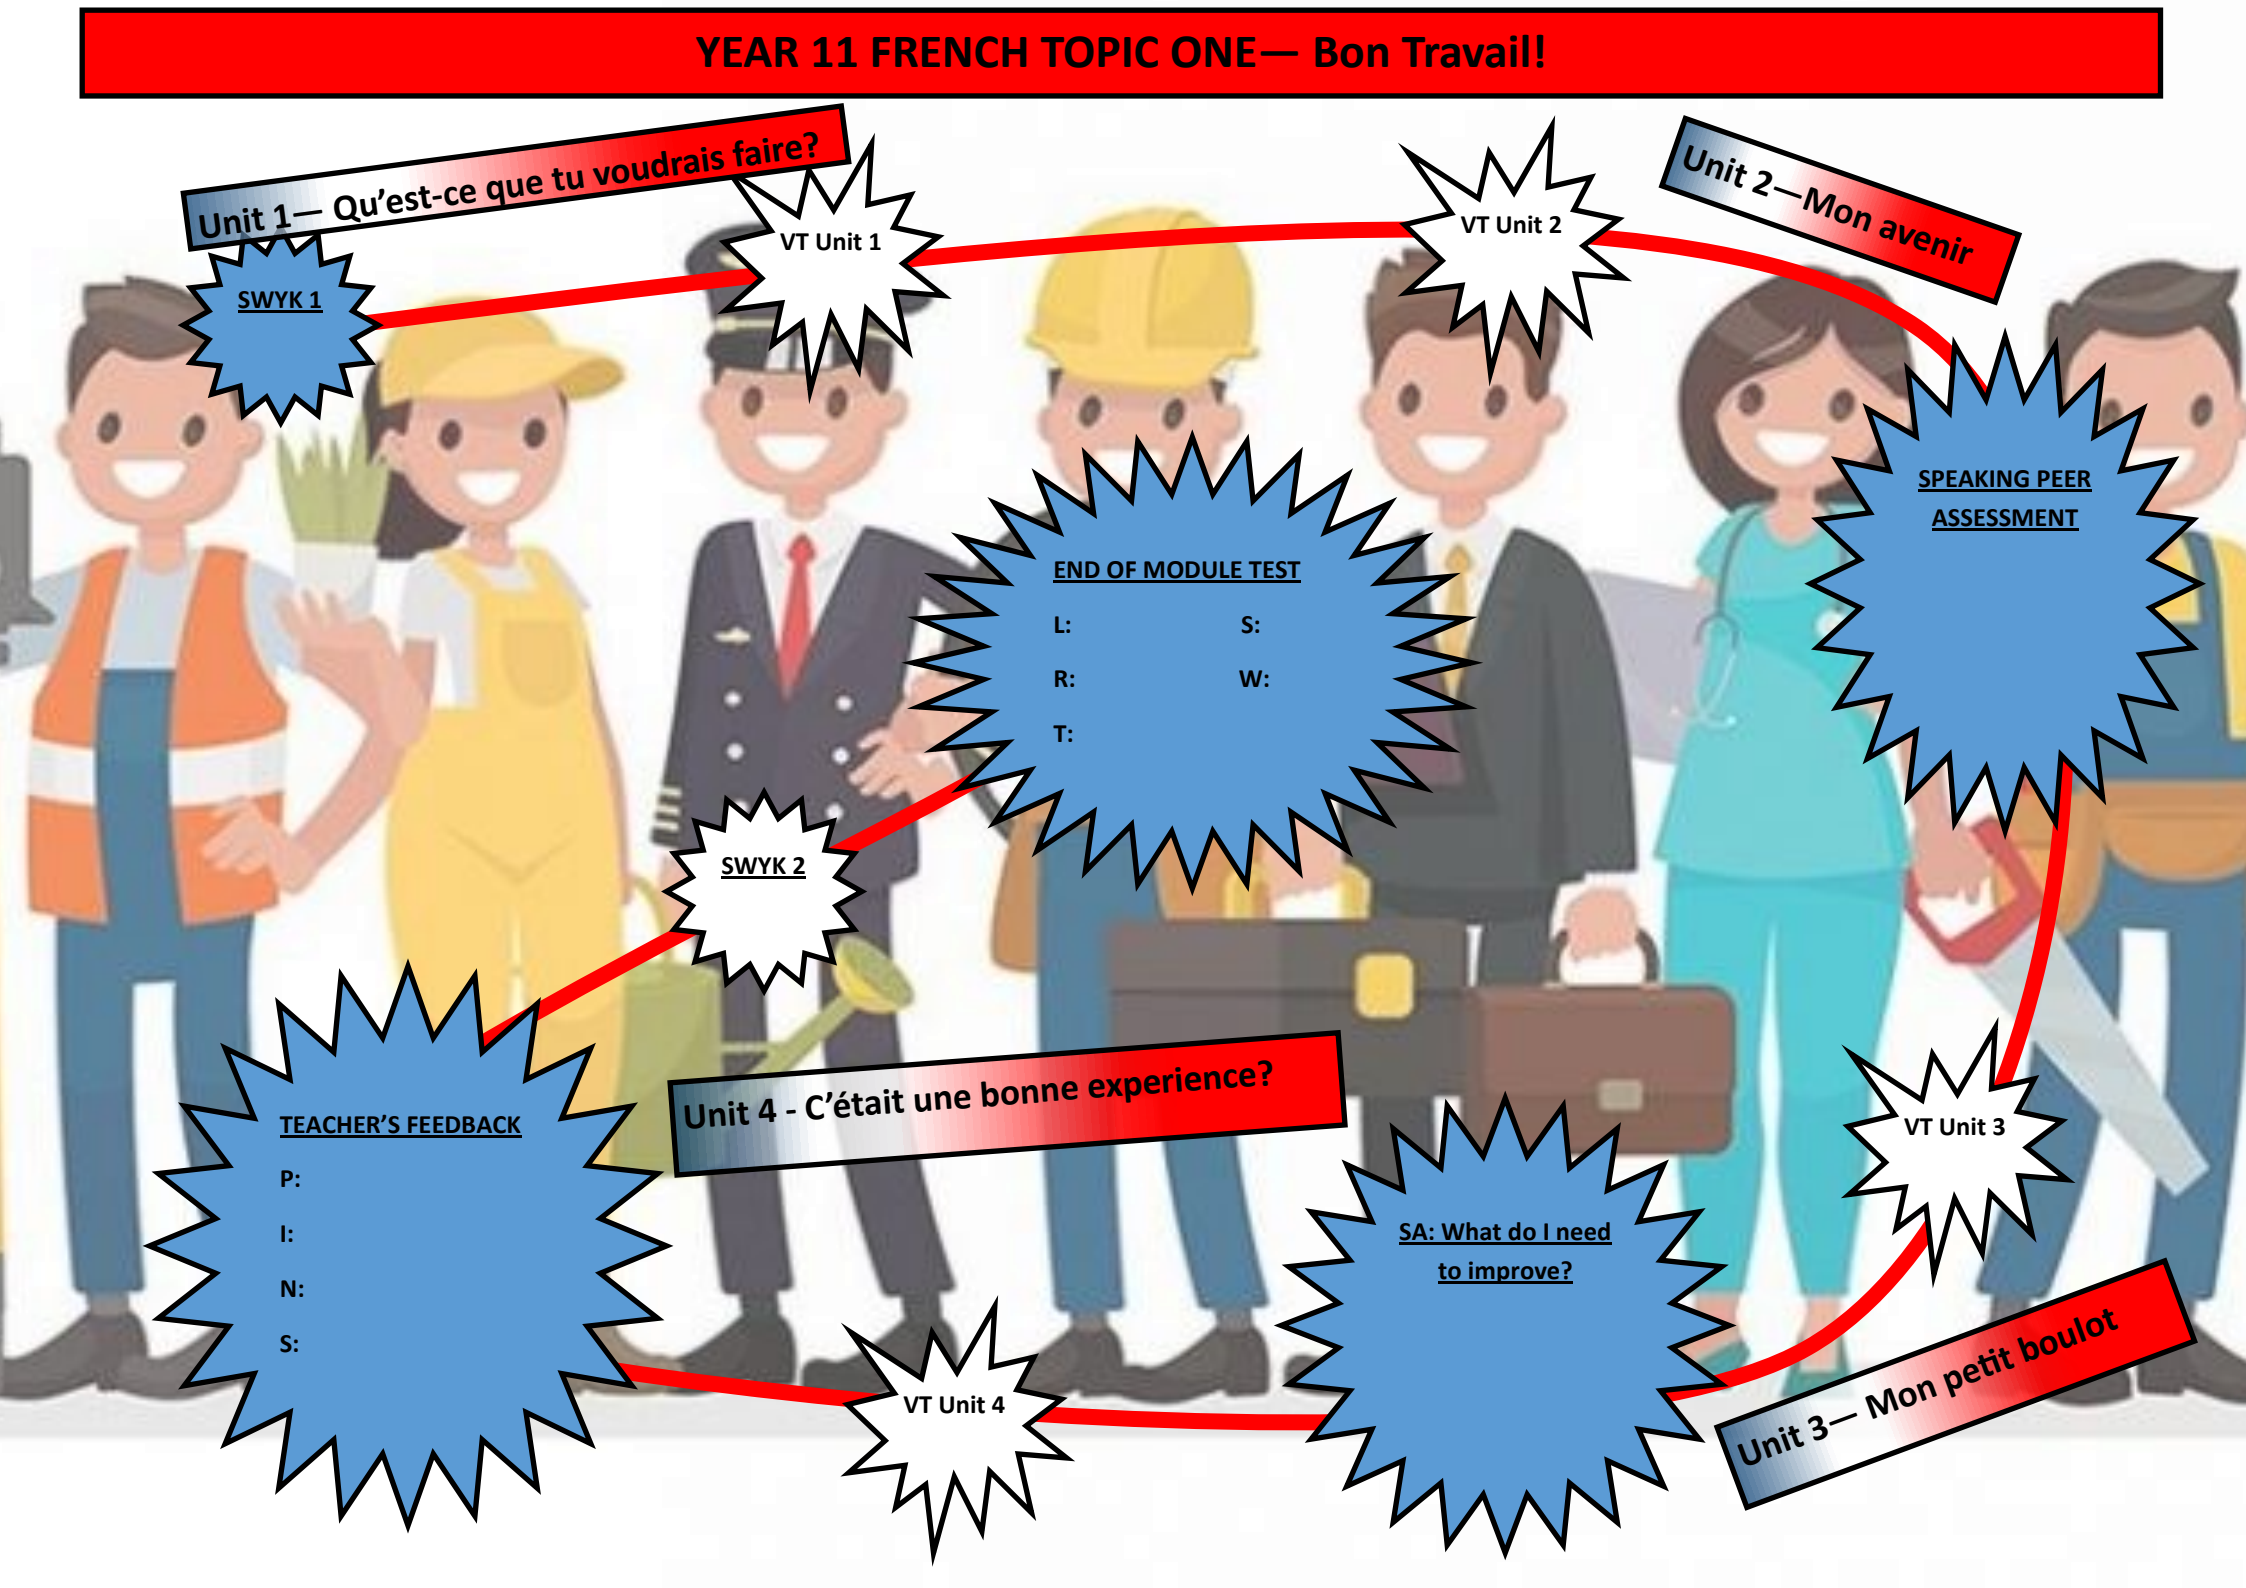 YEAR 11 FRENCH TOPIC ONE— Bon Travail!
Unit 1— Qu’est-ce que tu voudrais faire?
SWYK 1
VT Unit 1
VT Unit 2
Unit 2—Mon avenir
SPEAKING PEER
ASSESSMENT
END OF MODULE TEST
L: S:
R: W:
T:
SWYK 2
VT Unit 3
Unit 3— Mon petit boulot
SA: What do I need
to improve?
Unit 4 - C’était une bonne experience?
VT Unit 4
TEACHER’S FEEDBACK
P:
I:
N:
S: